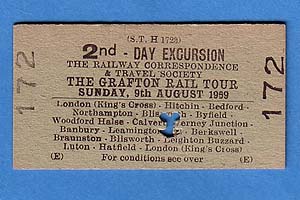 (S.T. H 1723)
2nd - DAY EXCURSION
THE RAILWAY CORRESPONDENCE
& TRAVEL SOCIETY
THE GRAFTON RAIL TOUR
SUNDAY, 9th AUGUST 1959
London (King's Cross) - Hitchin - Bedford -
Northampton - Blisworth - Byfield -
Woodford Halse - Calvert Verney Junction -
Banbury - Leamington - Berkswell -
Braunston - Blisworth - Leighton Buzzard -
Luton - Hatfield - London (King's Cross)
(E) For conditions see over (E)
172
172